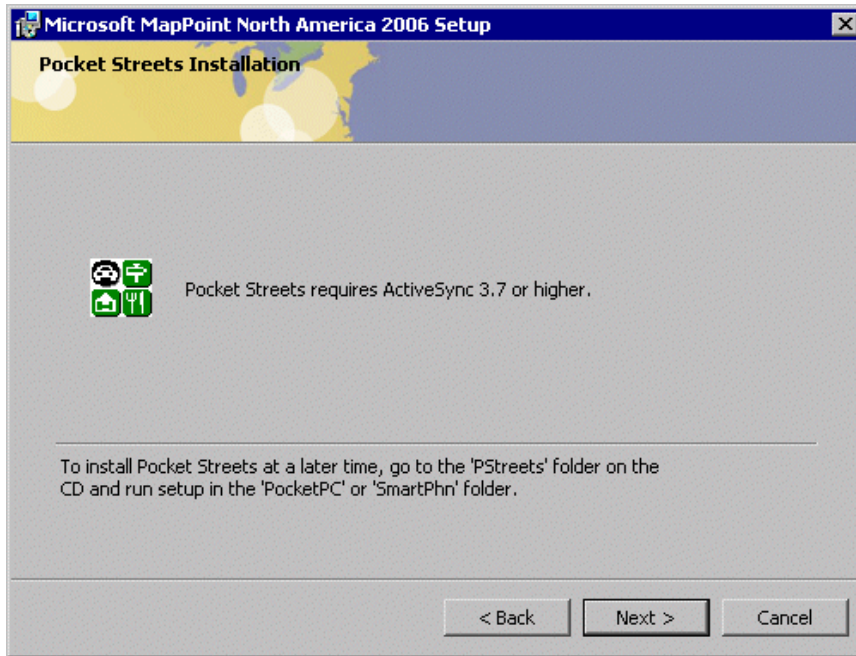 Microsoft MapPoint North America 2006 Setup
Pocket Streets Installation
Pocket Streets requires ActiveSync 3.7 or higher.
To install Pocket Streets at a later time, go to the 'PStreets' folder on the
CD and run setup in the 'PocketPC' or 'SmartPhn' folder.
< Back Next > Cancel